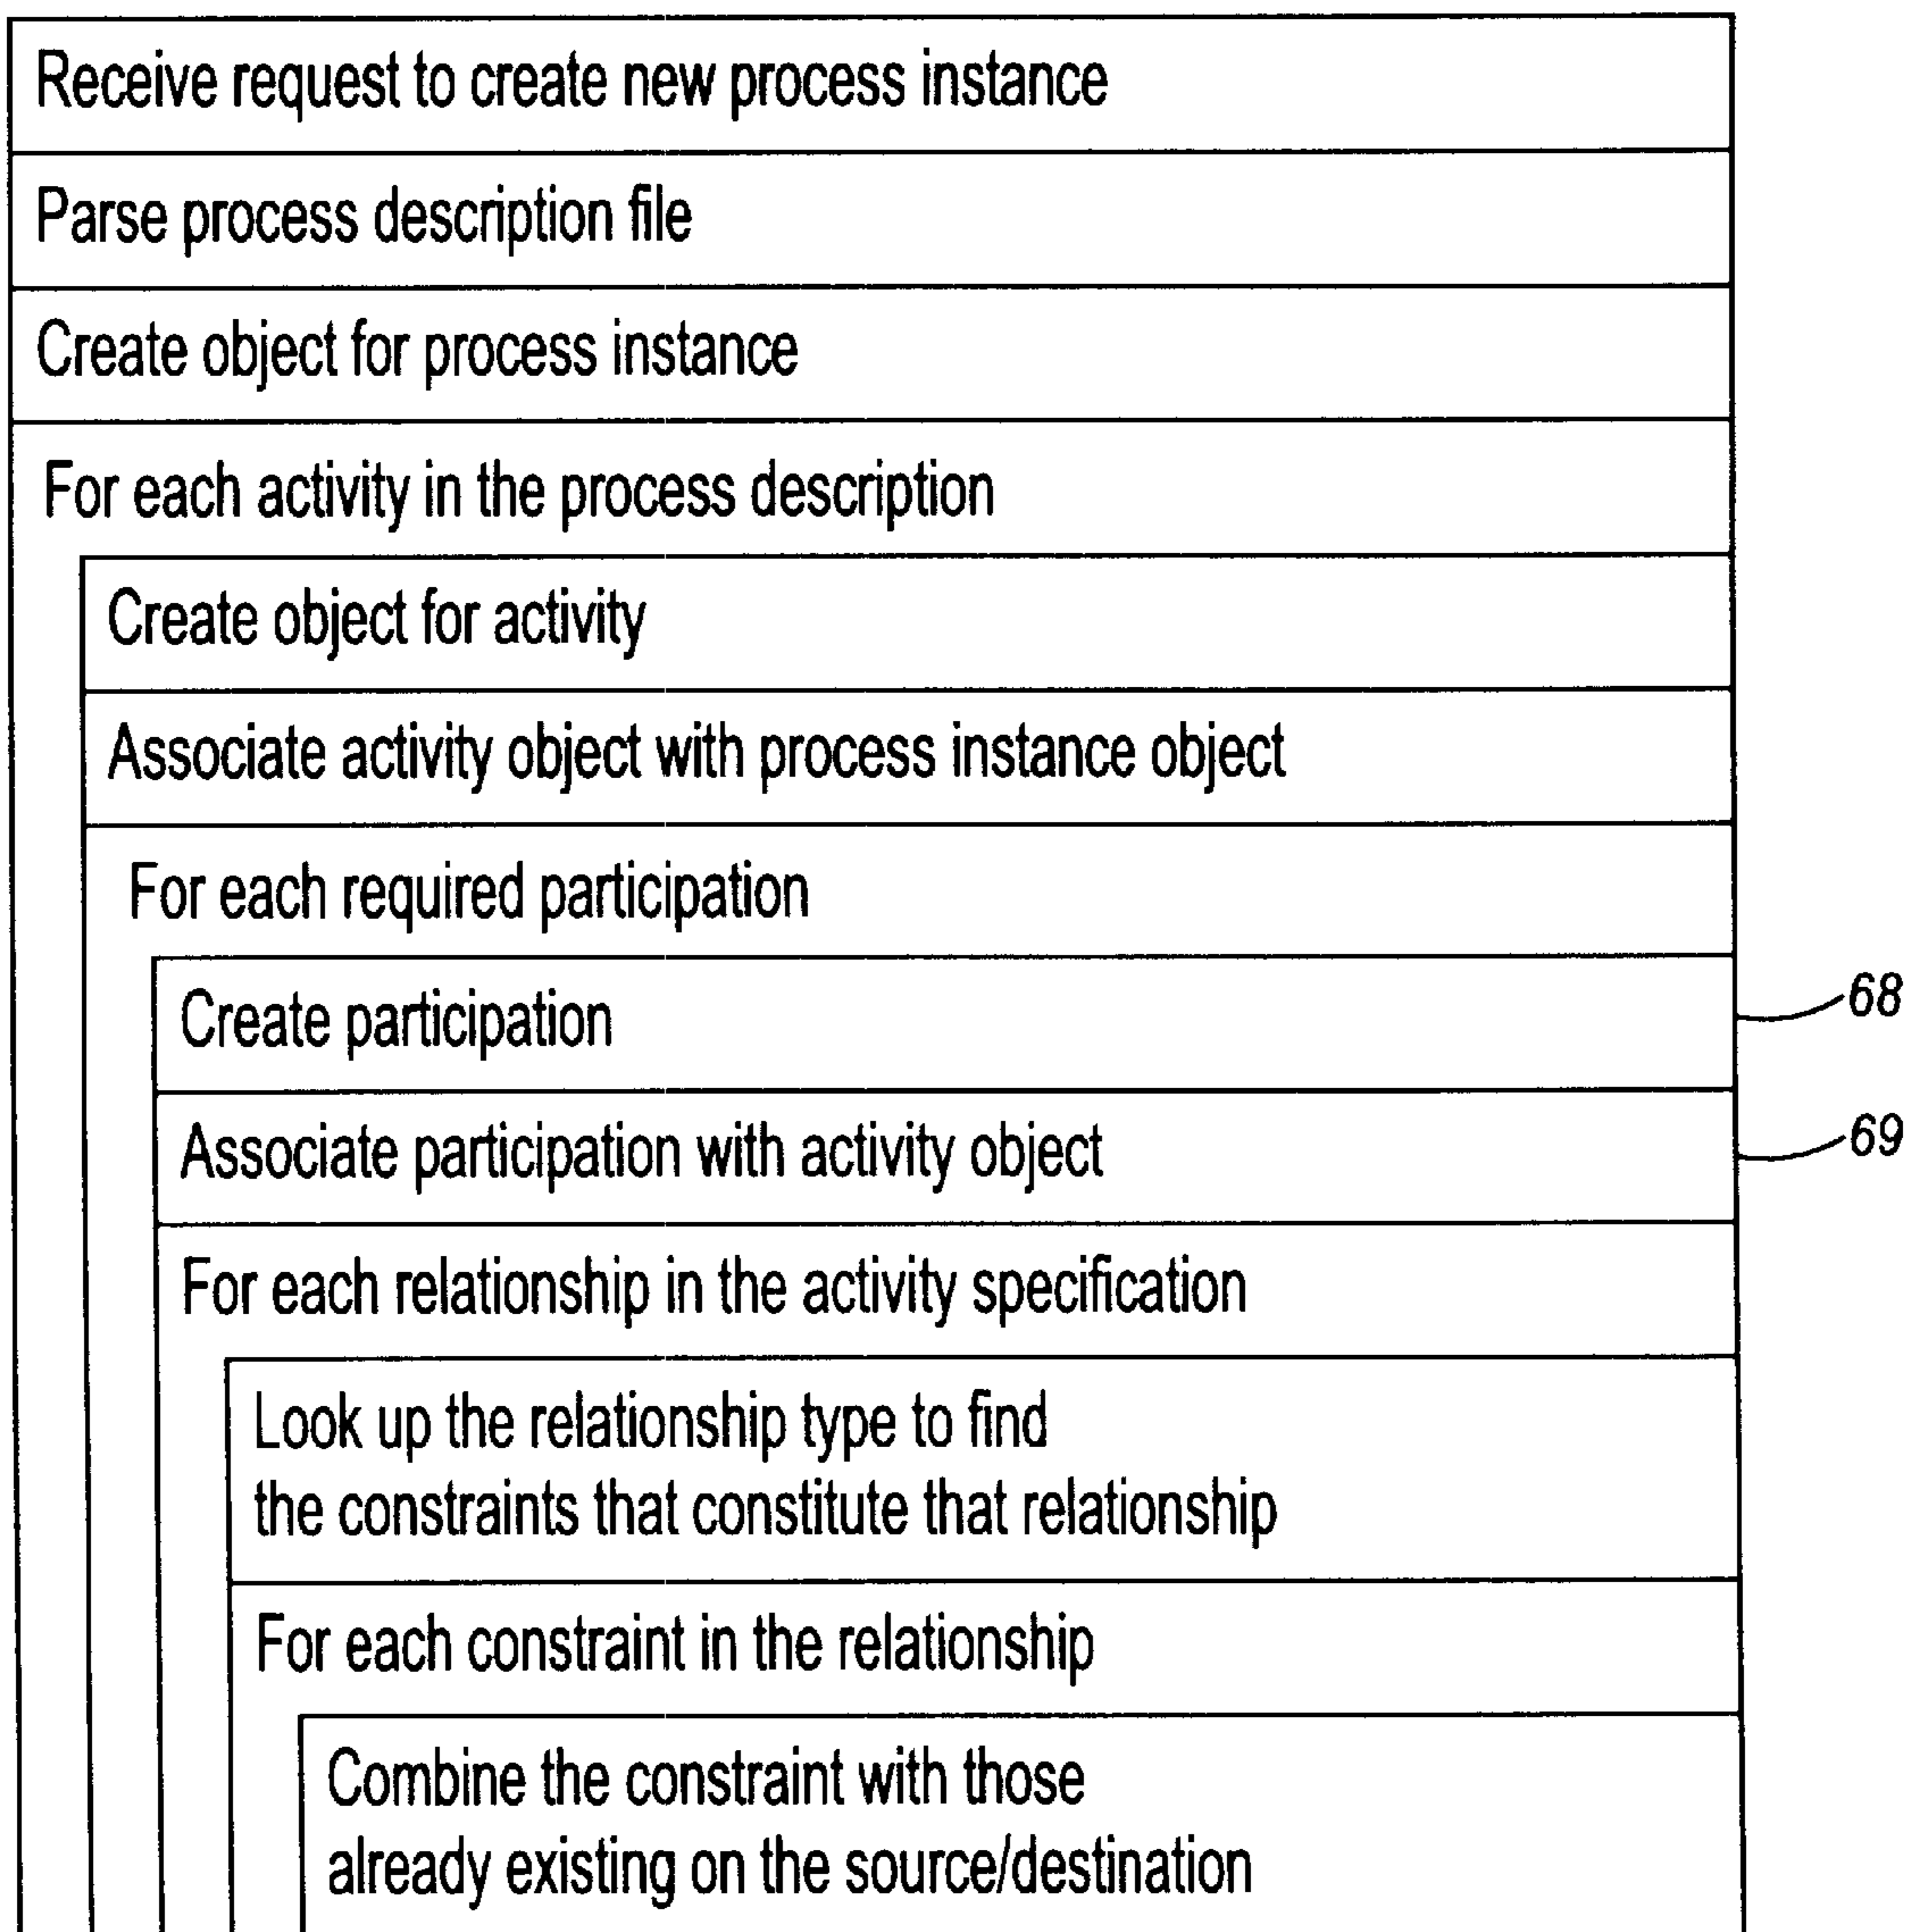 Receive request to create new process instance
Parse process description file
Create object for process instance
For each activity in the process description
Create object for activity
Associate activity object with process instance object
For each required participation
Create participation
68
Associate participation with activity object
69
For each relationship in the activity specification
Look up the relationship type to find
the constraints that constitute that relationship
For each constraint in the relationship
Combine the constraint with those
already existing on the source/destination